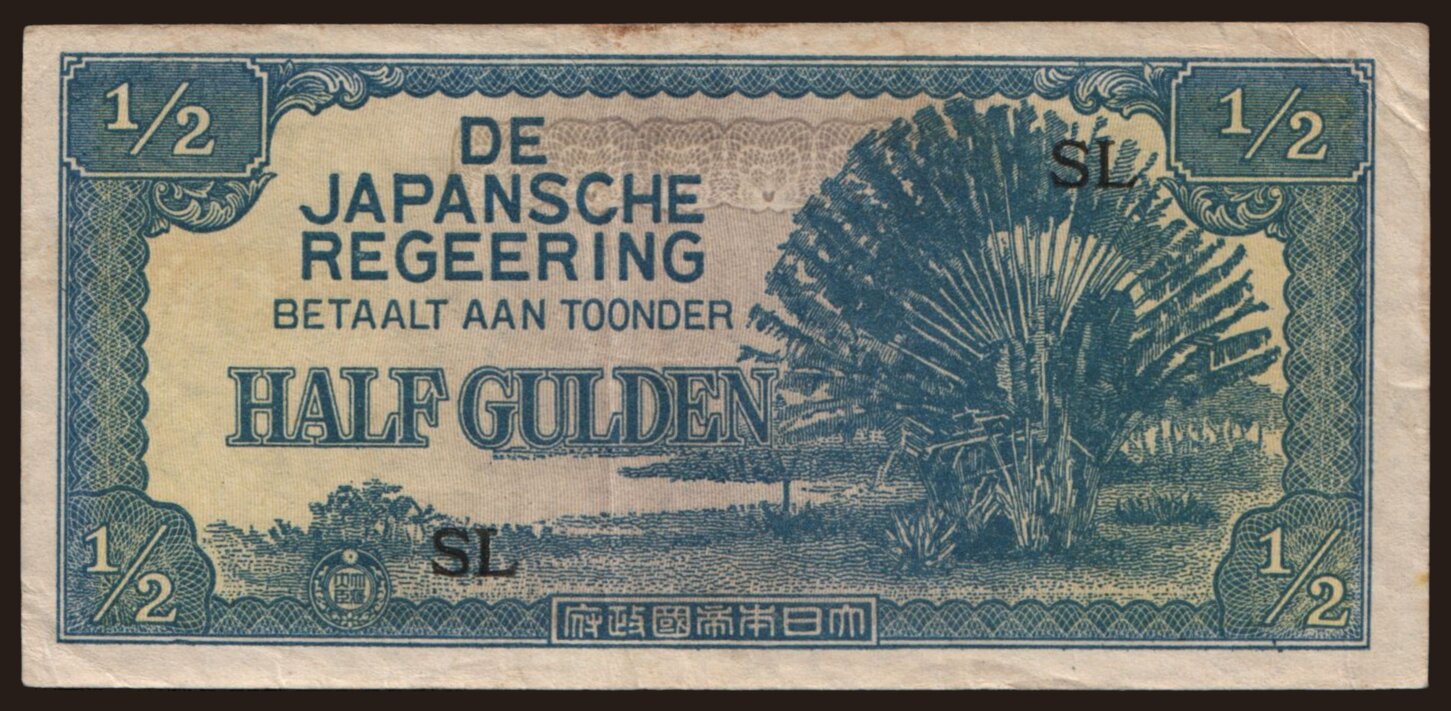 1/2
1/2
DE
JAPANSCHE
REGEERING
BETAALT AAN TOONDER
HALF GULDEN
SL
SL
1/2
1/2
府政國帝本日大